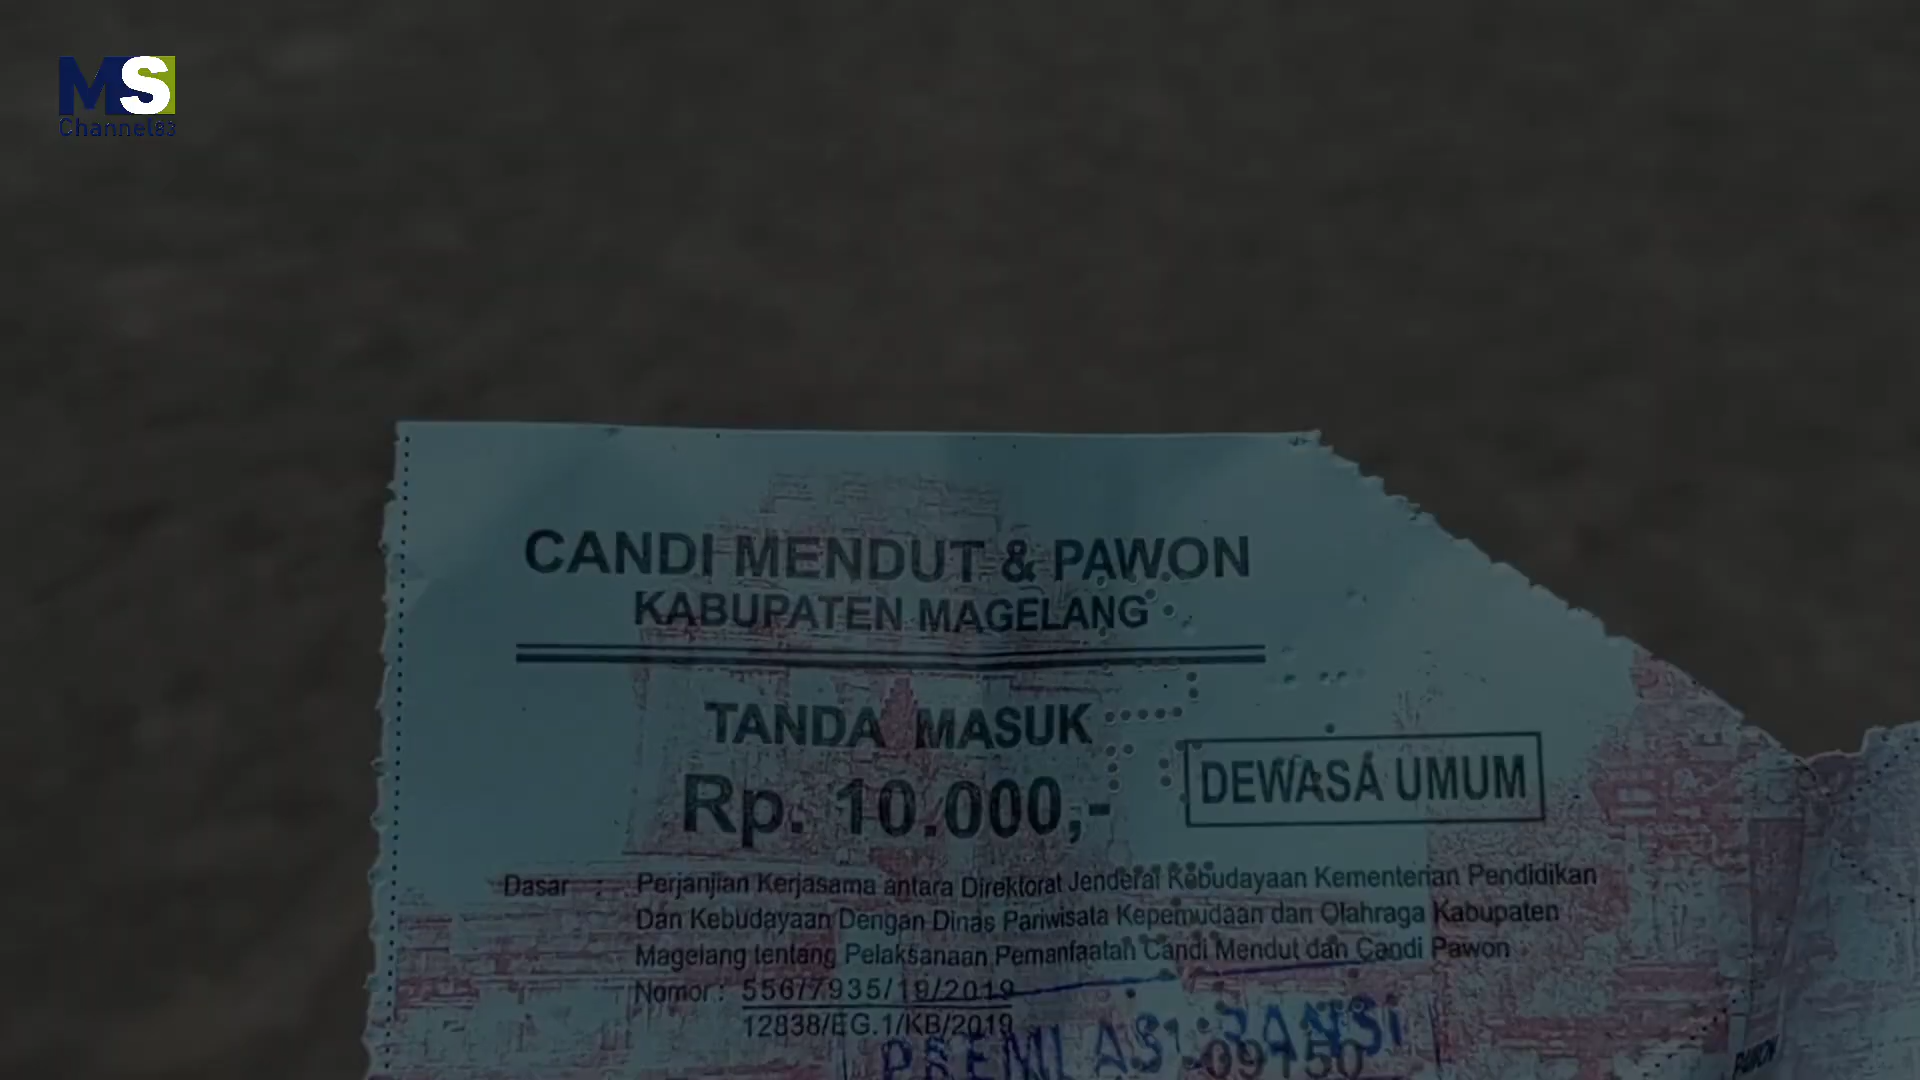 MS
Channel83
CANDI MENDUT & PAWON
KABUPATEN MAGELANG
TANDA MASUK
Rp. 10.000,-
DEWASA UMUM
Dasar : Perjanjian Kerjasama antara Direktorat Jenderal Kebudayaan Kementerian Pendidikan
Dan Kebudayaan Dengan Dinas Pariwisata Kepemudaan dan Olahraga Kabupaten
Magelang tentang Pelaksanaan Pemanfaatan Candi Mendut dan Candi Pawon
Nomor : 556/7935/19/2019
12838/EG.1/KB/2019
09150